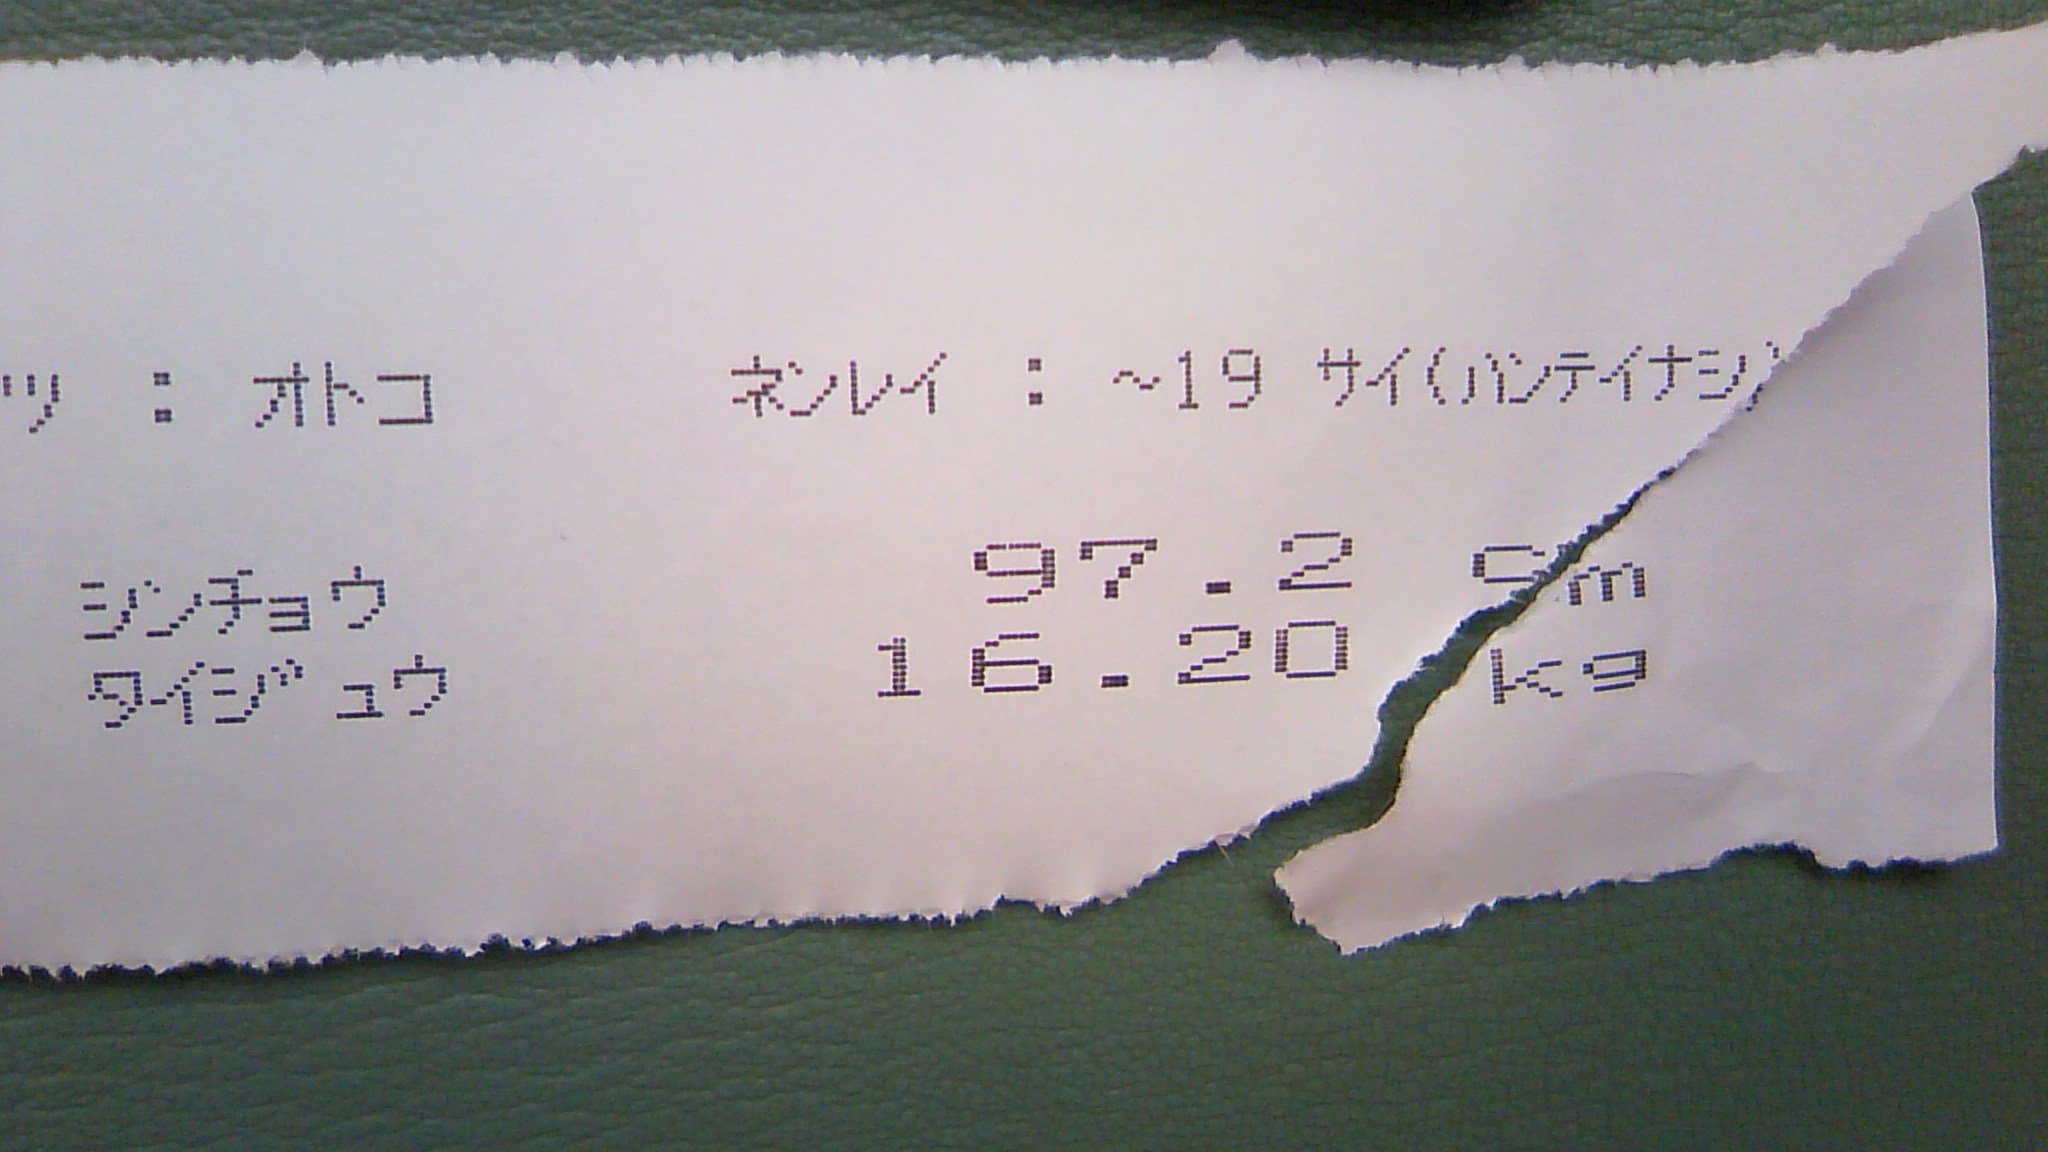 ツ : オトコ ネンレイ : ~19 サイ(ハンテイナシ)
シンチョウ 97.2 cm
タイジュウ 16.20 kg